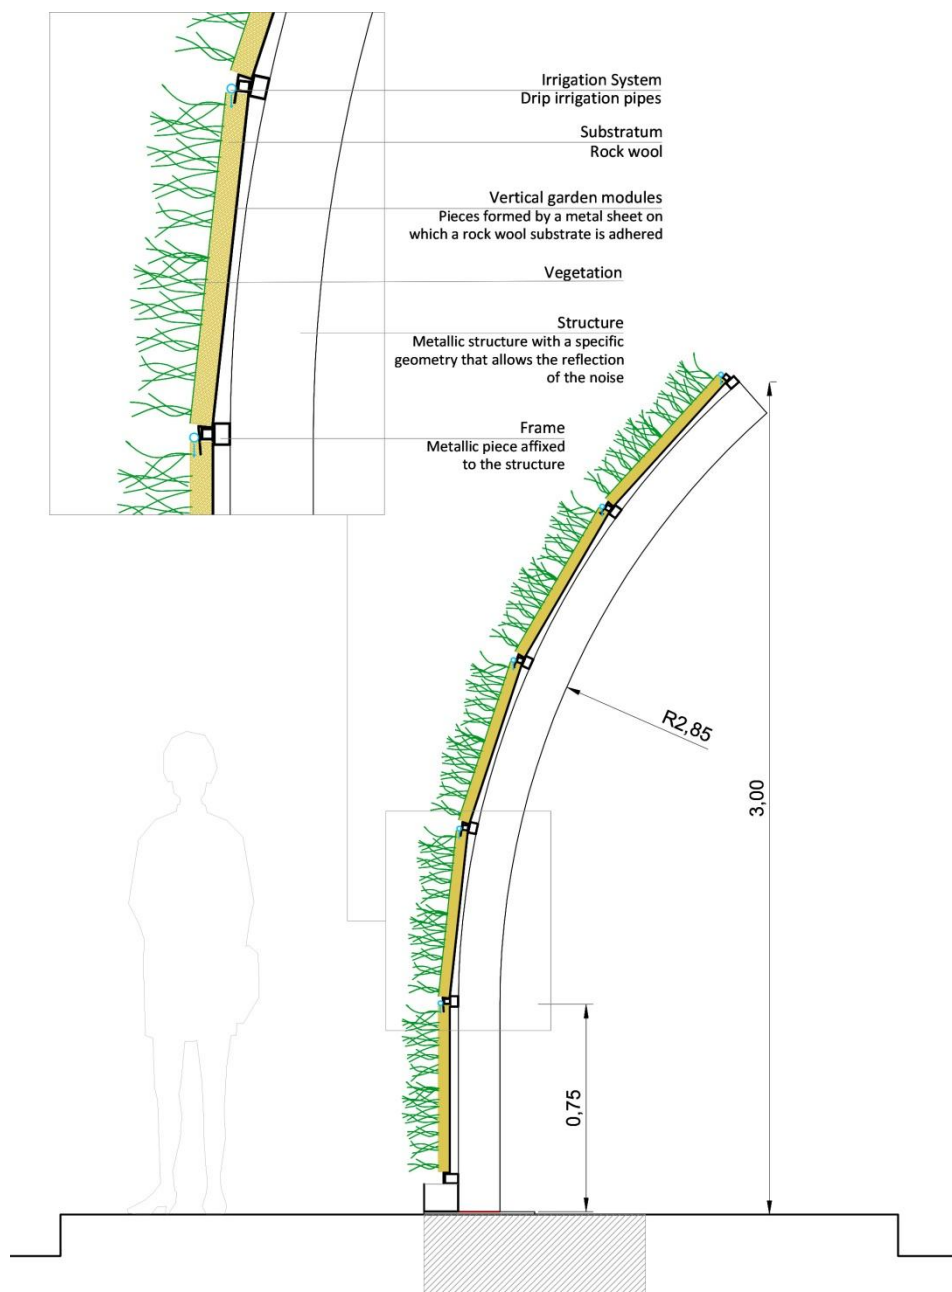 Irrigation System
Drip irrigation pipes
Substratum
Rock wool
Vertical garden modules
Pieces formed by a metal sheet on
which a rock wool substrate is adhered
Vegetation
Structure
Metallic structure with a specific
geometry that allows the reflection
of the noise
Frame
Metallic piece affixed
to the structure
R2,85
3,00
0,75